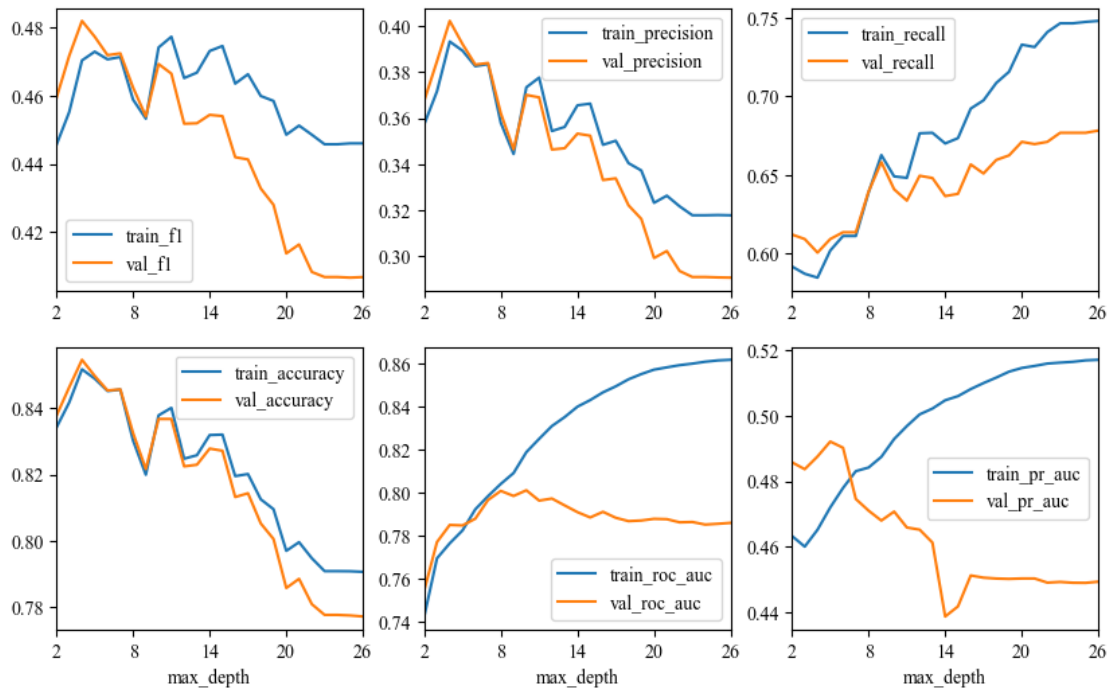 0.48
0.46
0.44
0.42
train_f1
val_f1
2 8 14 20 26
0.40
0.38
0.36
0.34
0.32
0.30
train_precision
val_precision
2 8 14 20 26
0.75
0.70
0.65
0.60
train_recall
val_recall
2 8 14 20 26
0.84
0.82
0.80
0.78
train_accuracy
val_accuracy
2 8 14 20 26
max_depth
0.86
0.84
0.82
0.80
0.78
0.76
0.74
train_roc_auc
val_roc_auc
2 8 14 20 26
max_depth
0.52
0.50
0.48
0.46
0.44
train_pr_auc
val_pr_auc
2 8 14 20 26
max_depth